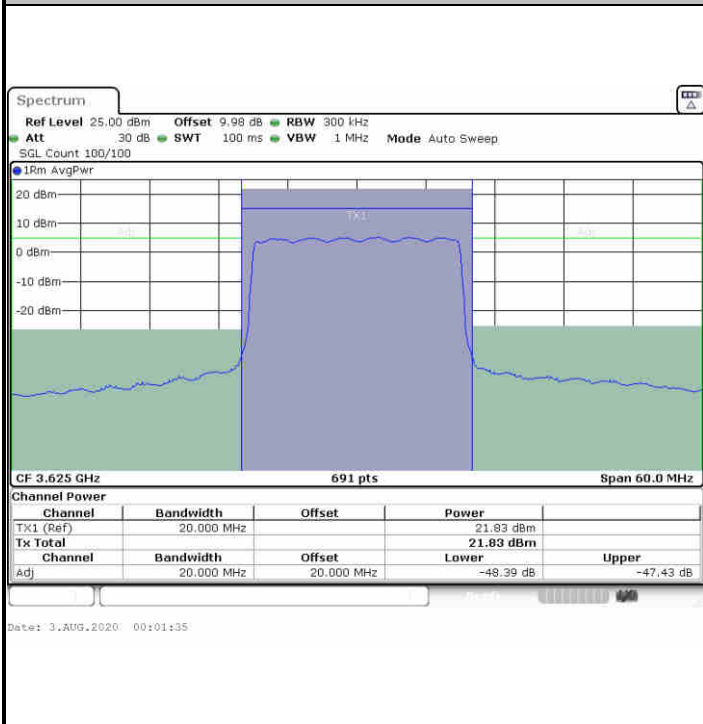 Spectrum
Ref Level 25.00 dBm Offset 9.98 dB RBW 300 kHz
Att 30 dB SWT 100 ms VBW 1 MHz Mode Auto Sweep
SGL Count 100/100
1Rm AvgPwr
20 dBm
TX1
10 dBm
Adj Adj
0 dBm
-10 dBm
-20 dBm
CF 3.625 GHz 691 pts Span 60.0 MHz
Channel Power
Channel Bandwidth Offset Power
TX1 (Ref) 20.000 MHz 21.83 dBm
Tx Total 21.83 dBm
Channel Bandwidth Offset Lower Upper
Adj 20.000 MHz 20.000 MHz -48.39 dB -47.43 dB
Date: 3.AUG.2020 00:01:35